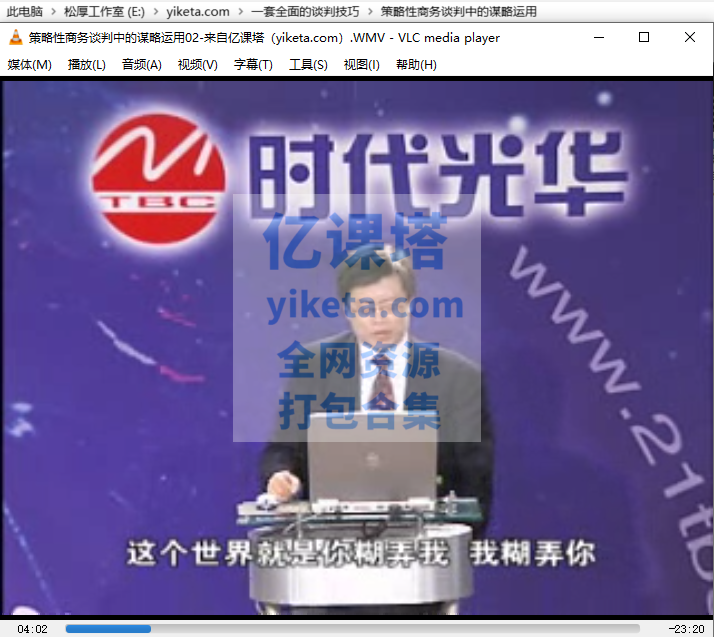 此电脑 > 松厚工作室 (E:) > yiketa.com > 一套全面的谈判技巧 > 策略性商务谈判中的谋略运用
策略性商务谈判中的谋略运用02-来自亿课塔（yiketa.com）.WMV - VLC media player
媒体(M) 播放(L) 音频(A) 视频(V) 字幕(T) 工具(S) 视图(I) 帮助(H)
TBC
时代光华
亿课塔
yiketa.com
全网资源
打包合集
www.21tb
这个世界就是你糊弄我 我糊弄你
04:02 -23:20